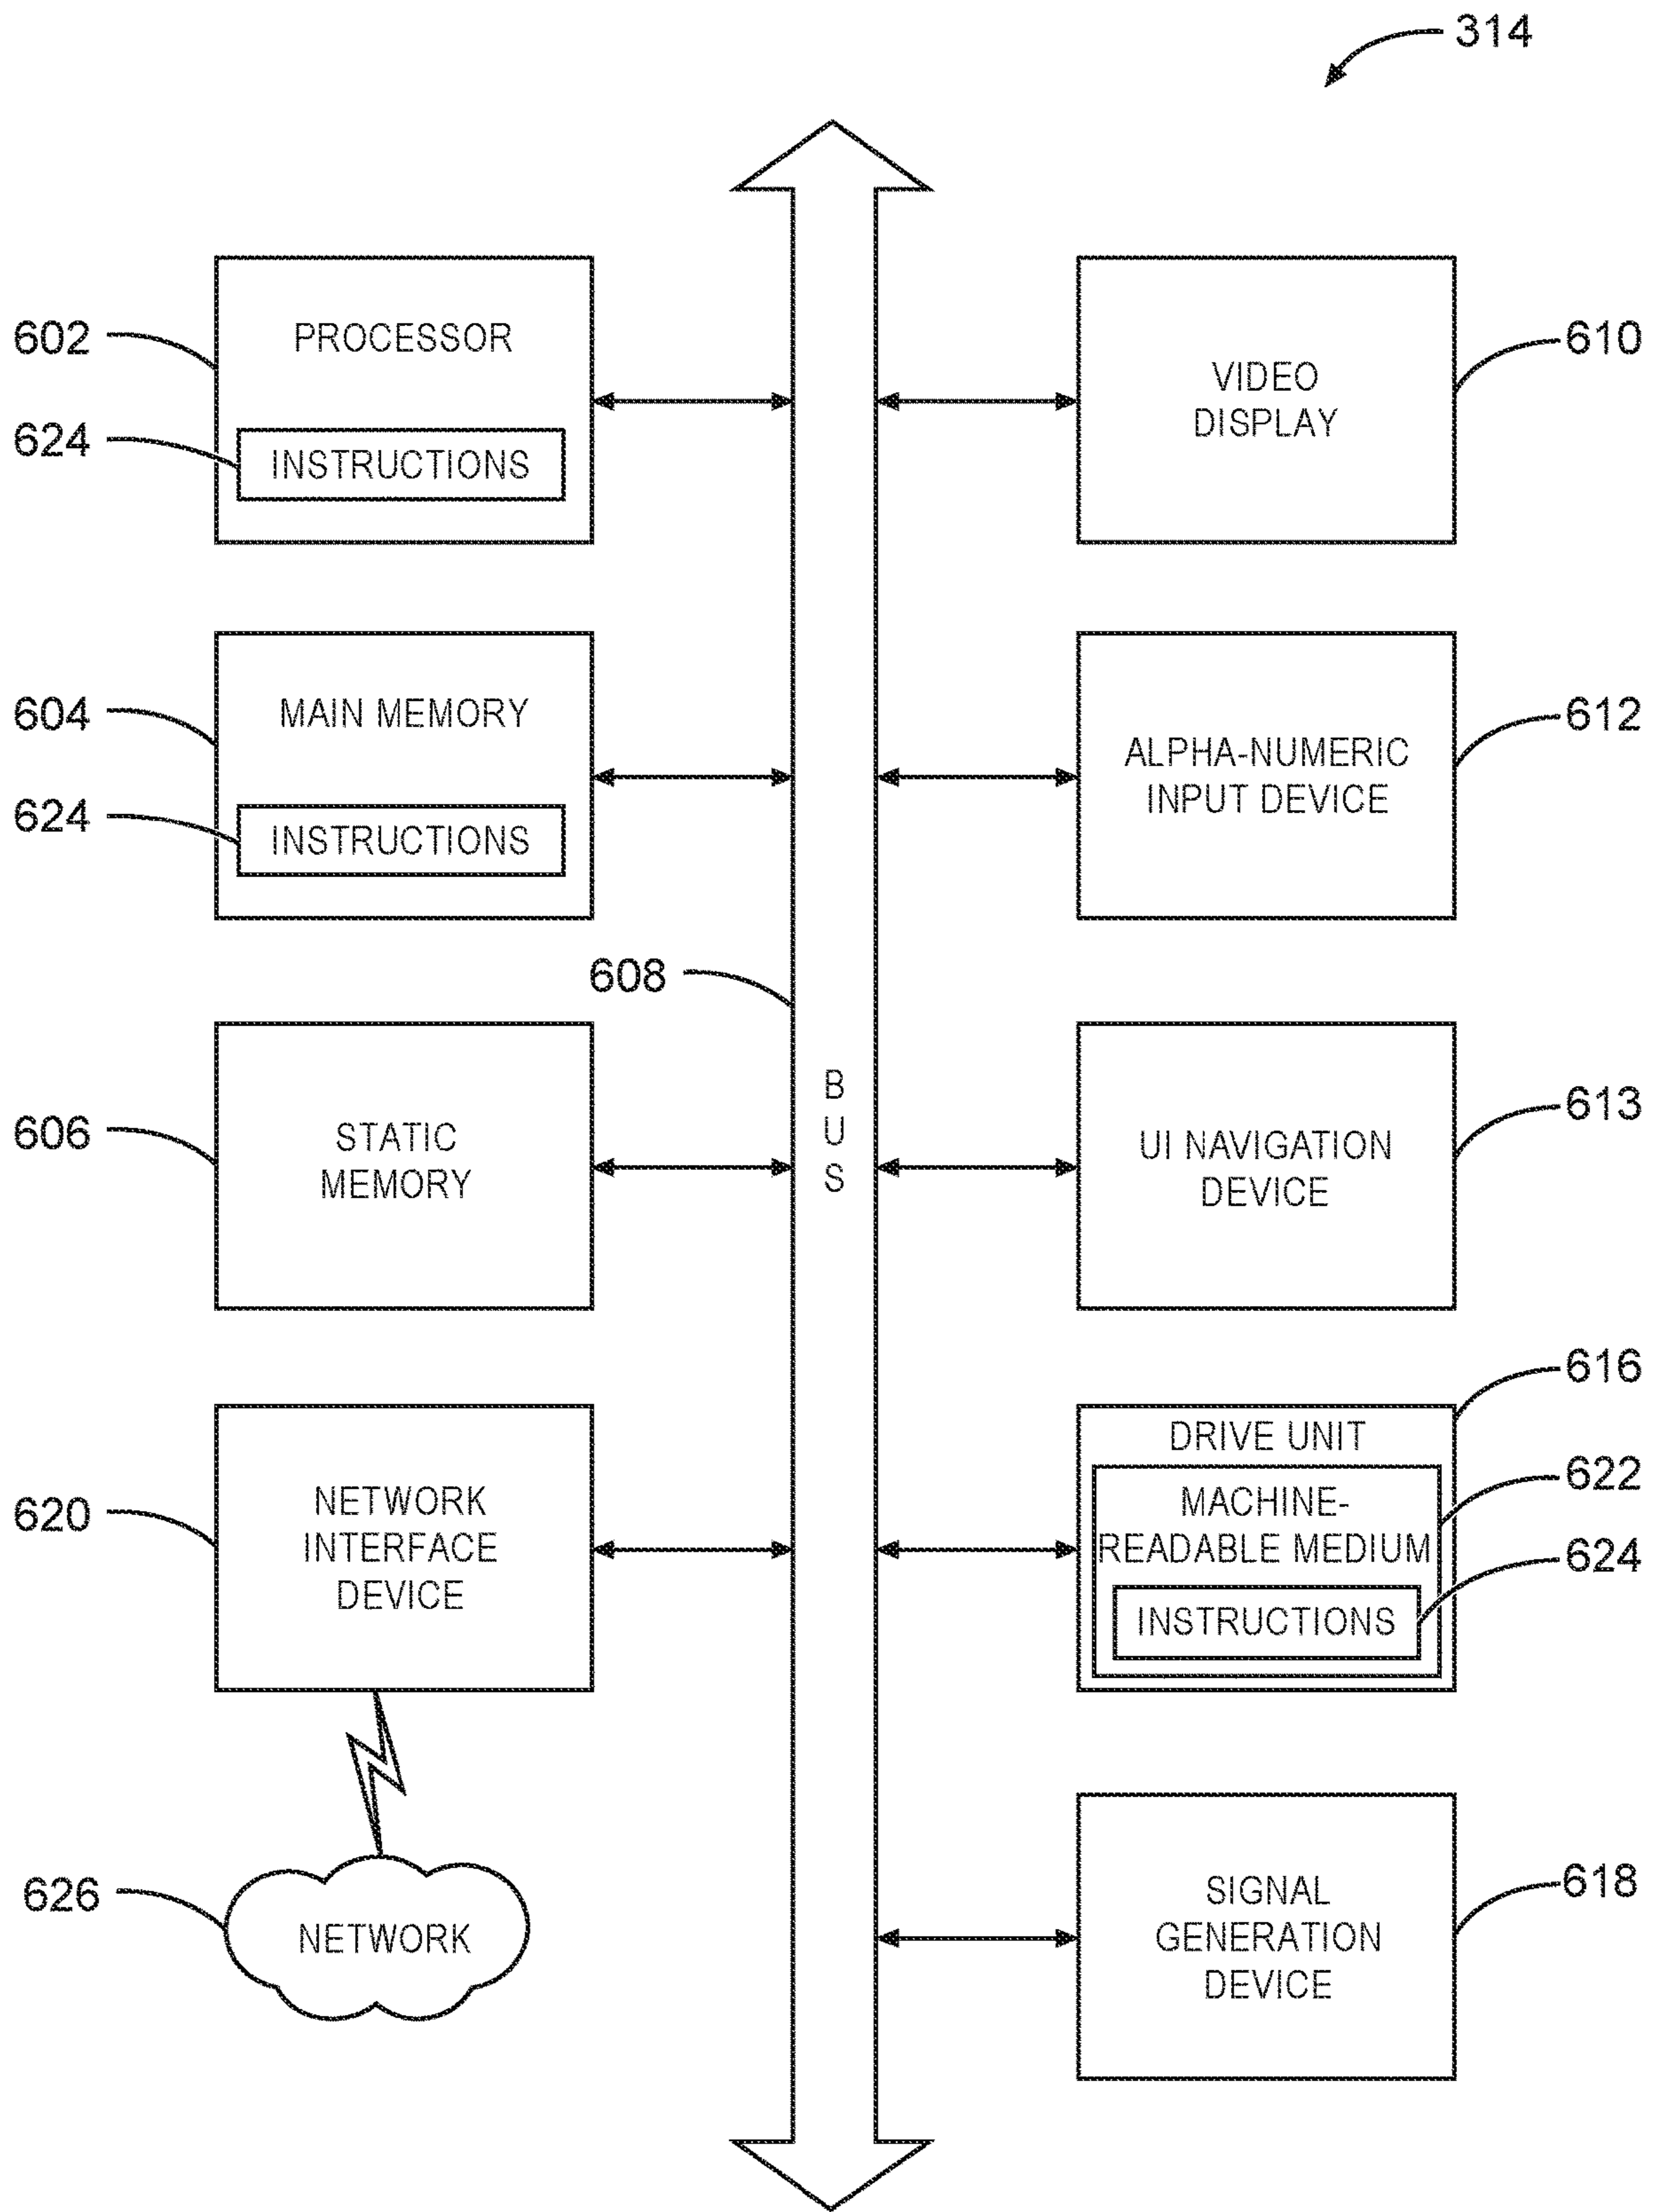 314
602
PROCESSOR
624
INSTRUCTIONS
610
VIDEO
DISPLAY
604
MAIN MEMORY
624
INSTRUCTIONS
612
ALPHA-NUMERIC
INPUT DEVICE
608
B
U
S
606
STATIC
MEMORY
613
UI NAVIGATION
DEVICE
620
NETWORK
INTERFACE
DEVICE
616
DRIVE UNIT
622
MACHINE-
READABLE MEDIUM
624
INSTRUCTIONS
626
NETWORK
618
SIGNAL
GENERATION
DEVICE